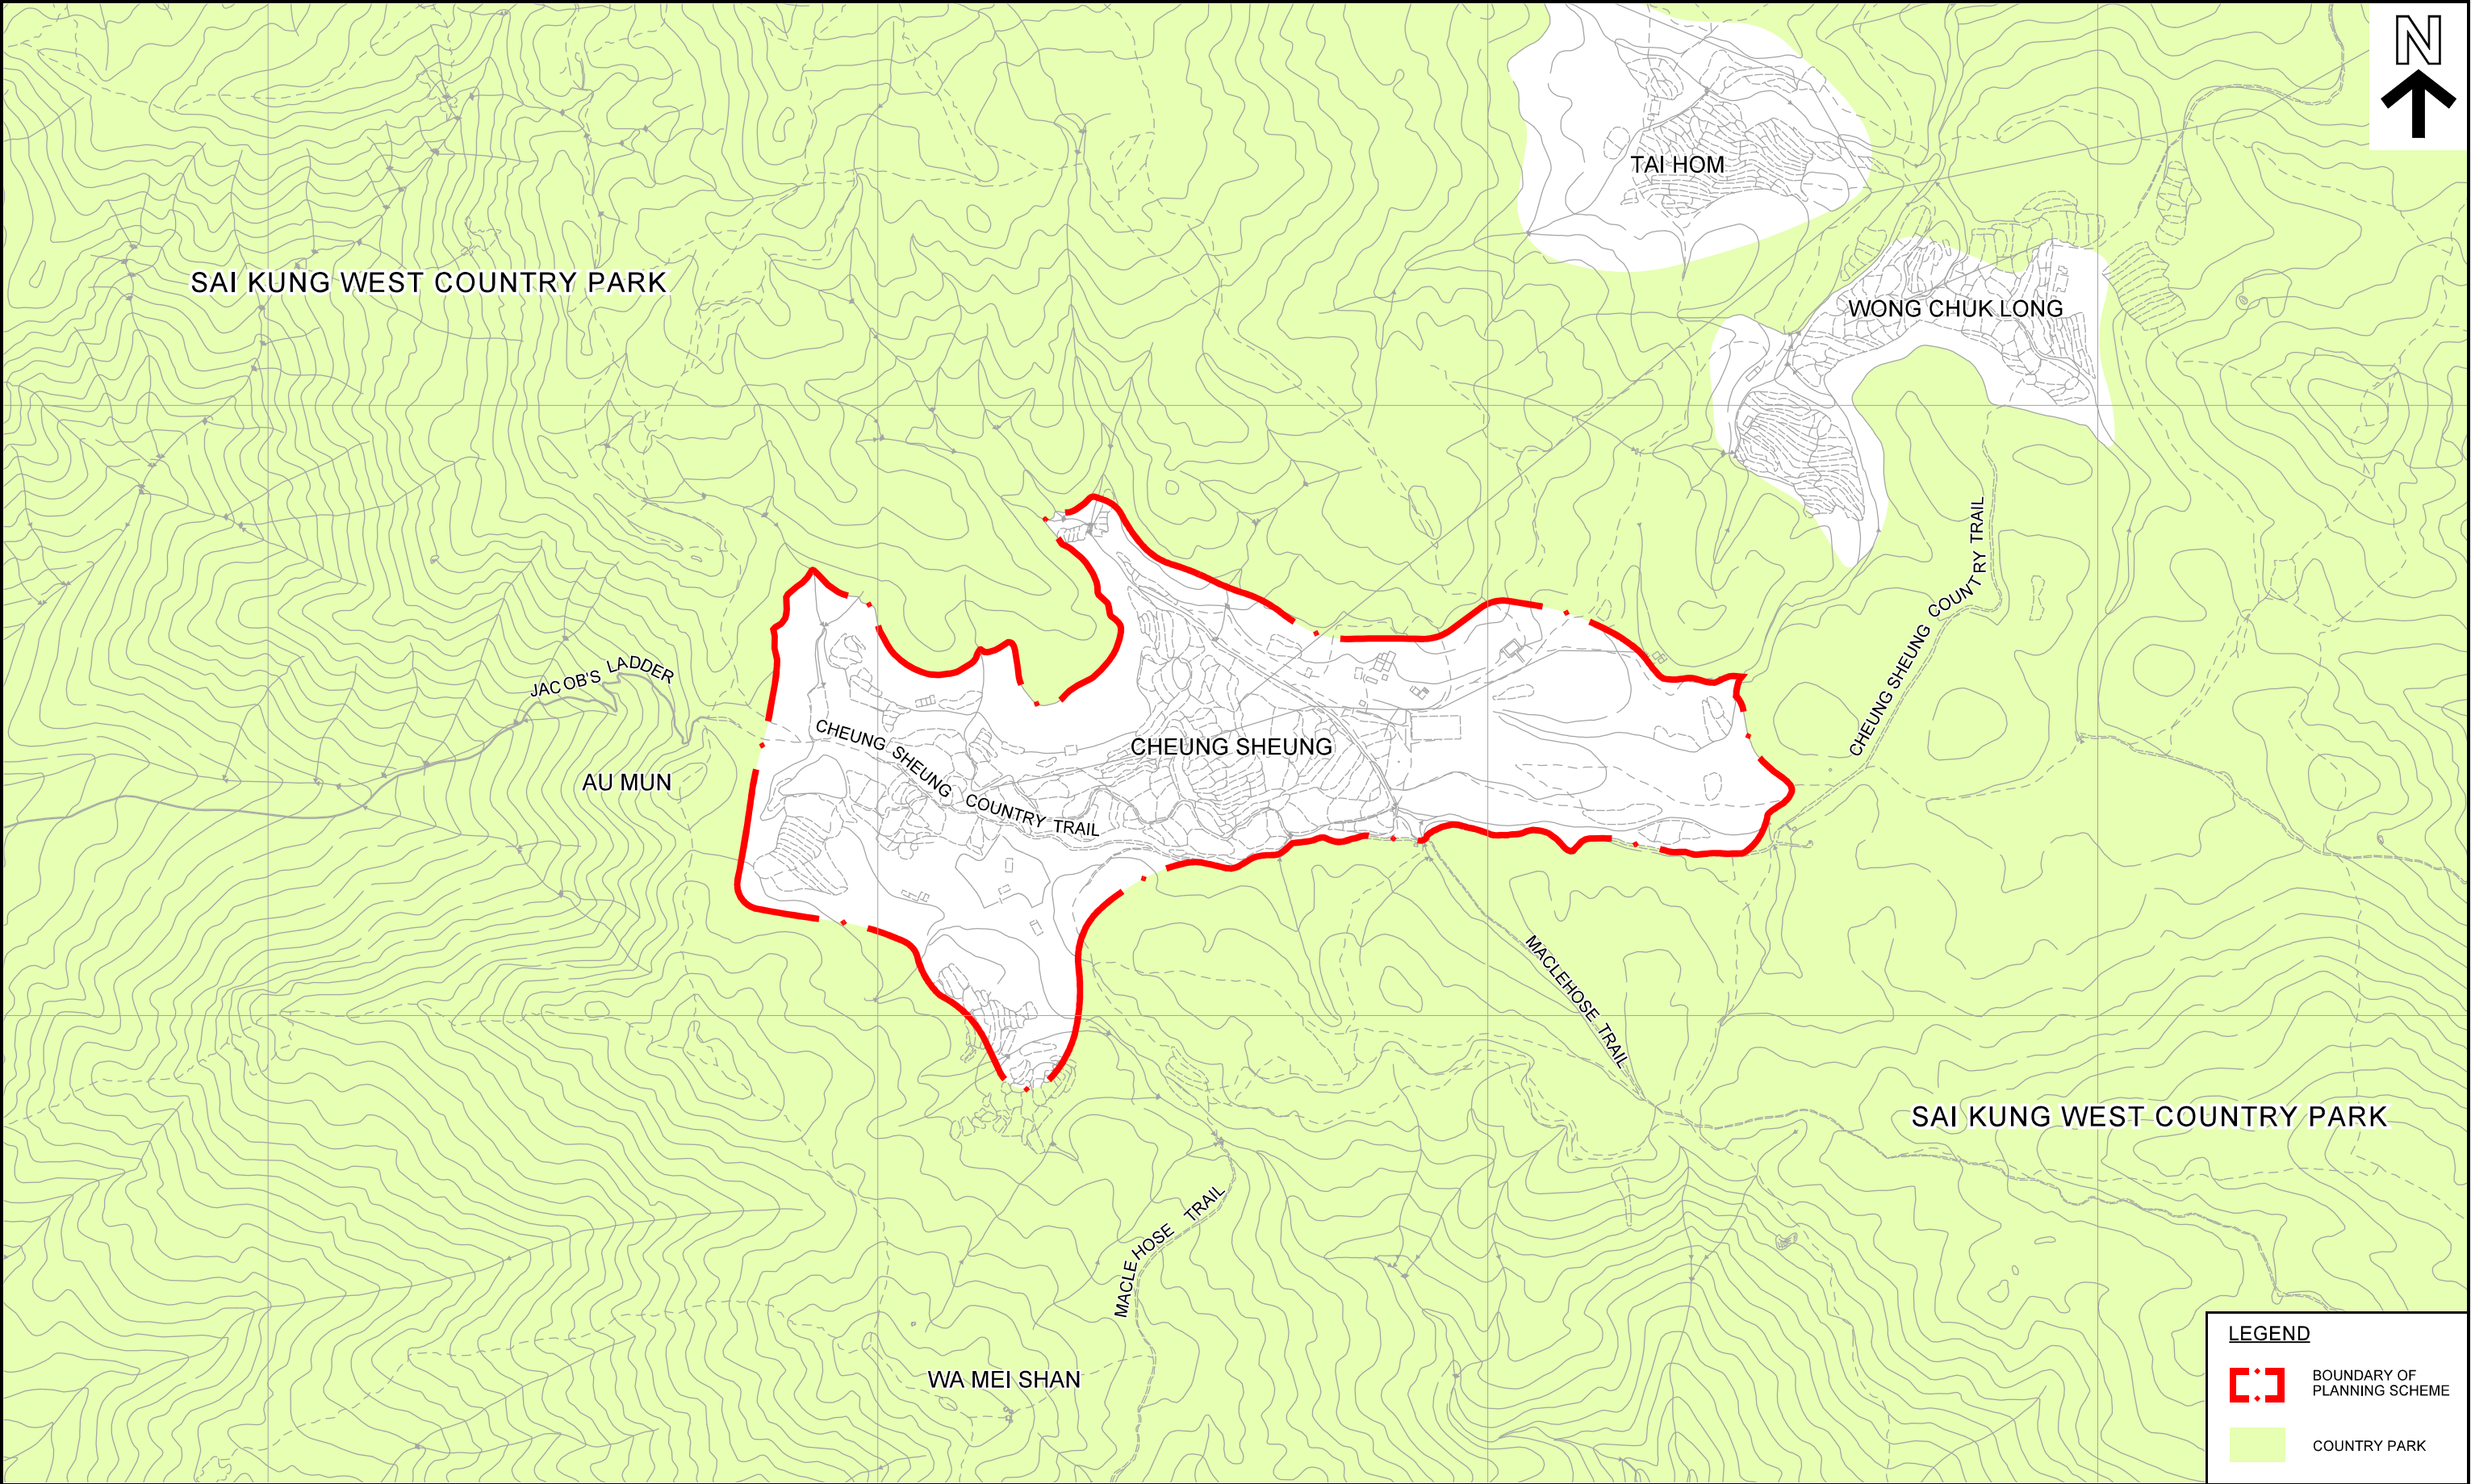 N
TAI HOM
SAI KUNG WEST COUNTRY PARK
WONG CHUK LONG
CHEUNG SHEUNG COUNTRY TRAIL
JACOB'S LADDER
CHEUNG SHEUNG COUNTRY TRAIL
CHEUNG SHEUNG
AU MUN
MACLEHOSE TRAIL
SAI KUNG WEST COUNTRY PARK
MACLEHOSE TRAIL
WA MEI SHAN
LEGEND
BOUNDARY OF
PLANNING SCHEME
COUNTRY PARK